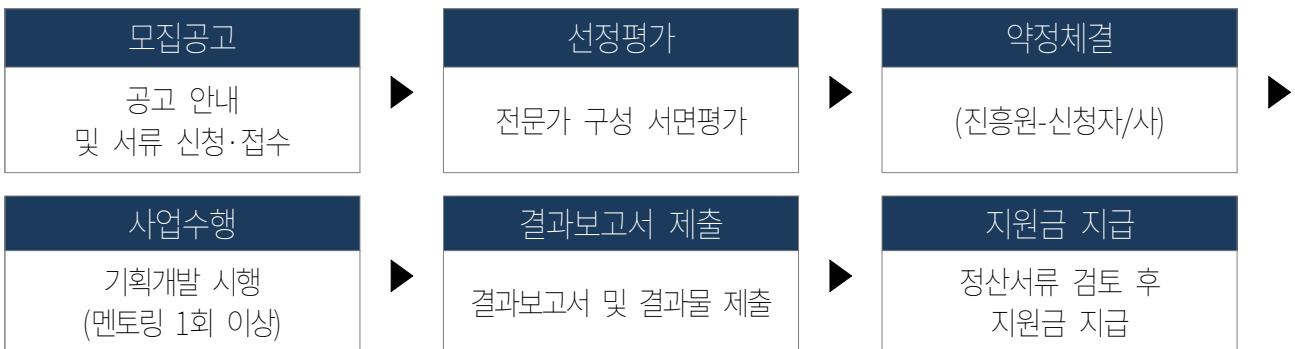 모집공고
공고 안내
및 서류 신청·접수
선정평가
전문가 구성 서면평가
약정체결
(진흥원-신청자/사)
사업수행
기획개발 시행
(멘토링 1회 이상)
결과보고서 제출
결과보고서 및 결과물 제출
지원금 지급
정산서류 검토 후
지원금 지급